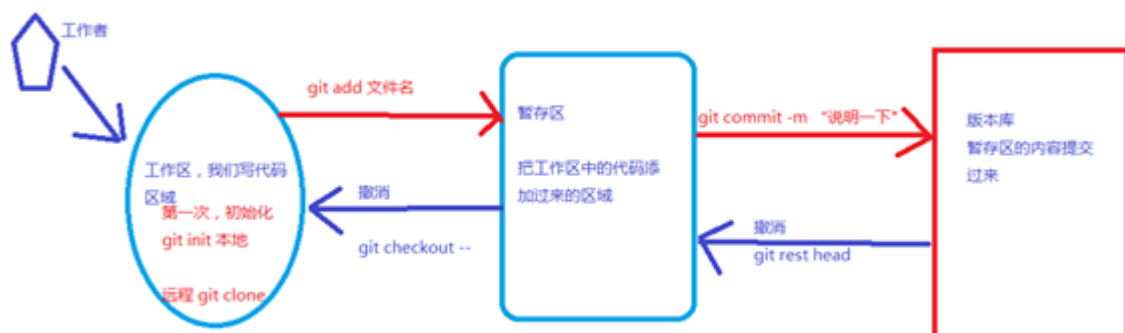 工作者
git add 文件名
工作区，我们写代码
区域
第一次，初始化
git init 本地
远程 git clone
撤消
git checkout --
暂存区
把工作区中的代码添
加过来的区域
git commit -m "说明一下"
撤消
git rest head
版本库
暂存区的内容提交
过来